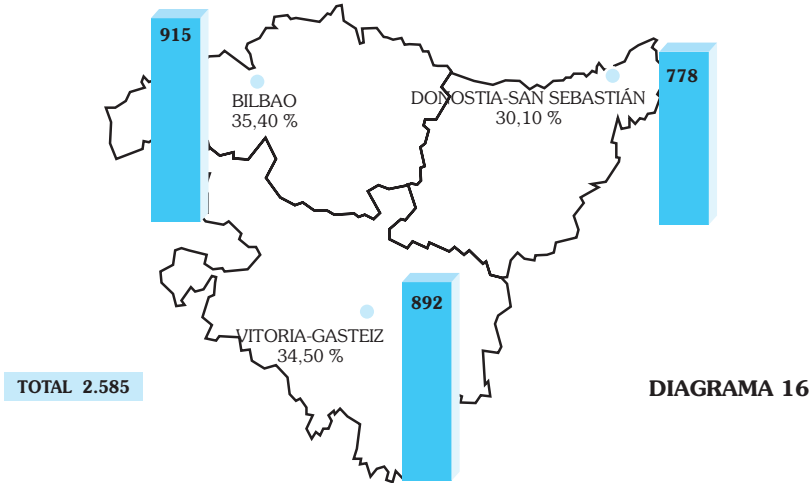 915
BILBAO
35,40 %
DONOSTIA-SAN SEBASTIÁN
30,10 %
778
892
VITORIA-GASTEIZ
34,50 %
TOTAL 2.585
DIAGRAMA 16